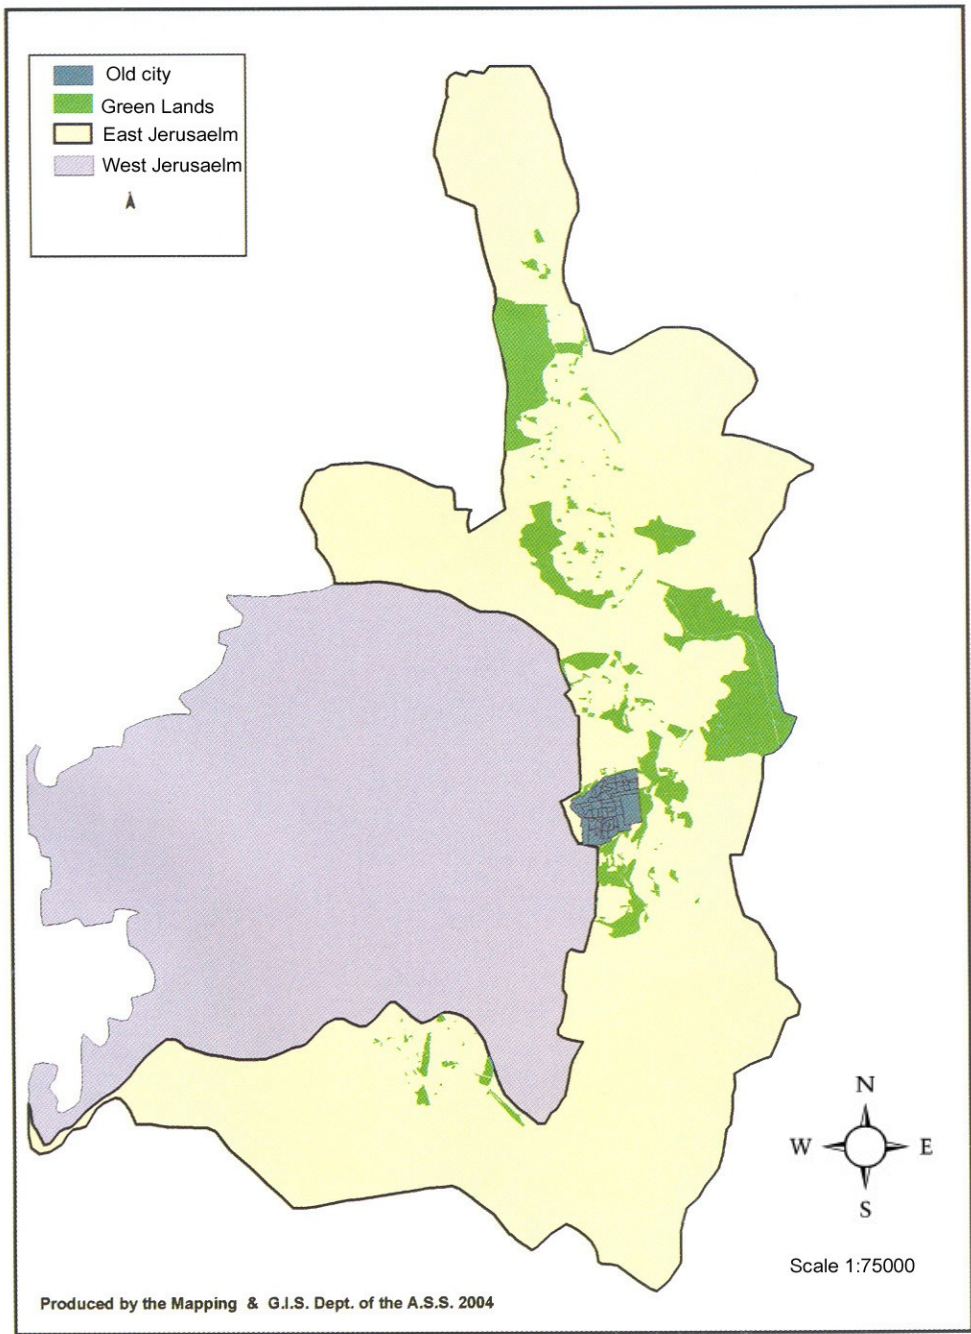 Old city
Green Lands
East Jerusaelm
West Jerusaelm
N
W E
S
Scale 1:75000
Produced by the Mapping & G.I.S. Dept. of the A.S.S. 2004